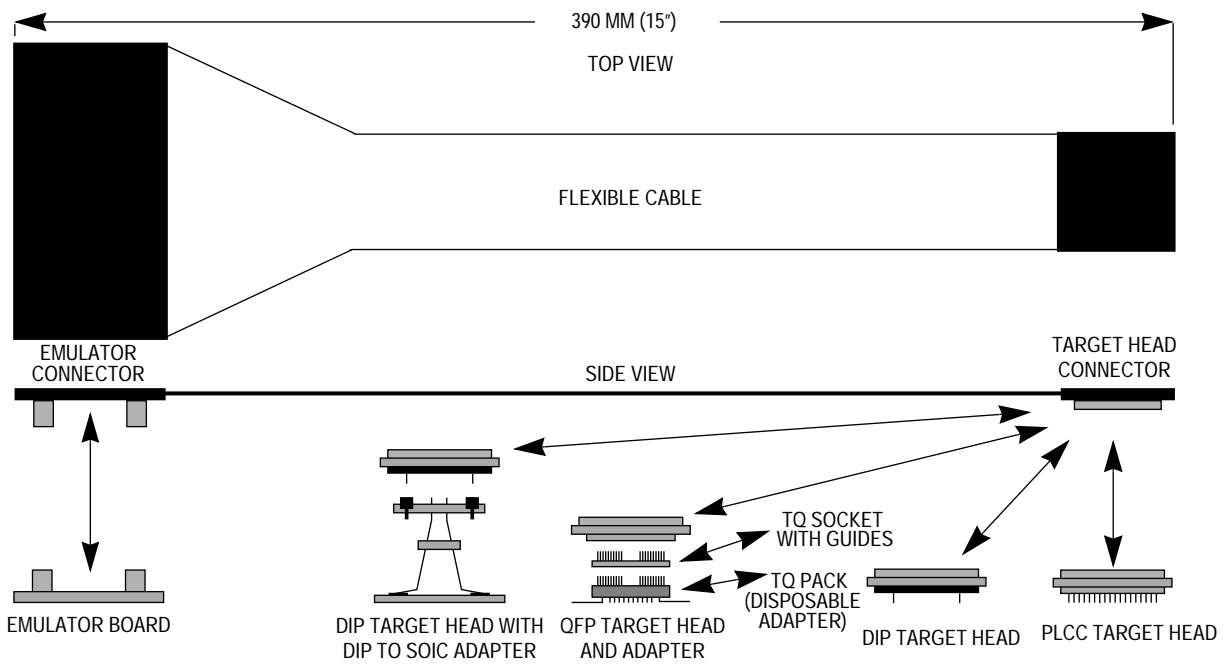 390 MM (15″)
TOP VIEW
FLEXIBLE CABLE
EMULATOR
CONNECTOR
SIDE VIEW
TARGET HEAD
CONNECTOR
TQ SOCKET
WITH GUIDES
TQ PACK
(DISPOSABLE
ADAPTER)
EMULATOR BOARD
DIP TARGET HEAD WITH
DIP TO SOIC ADAPTER
QFP TARGET HEAD
AND ADAPTER
DIP TARGET HEAD
PLCC TARGET HEAD